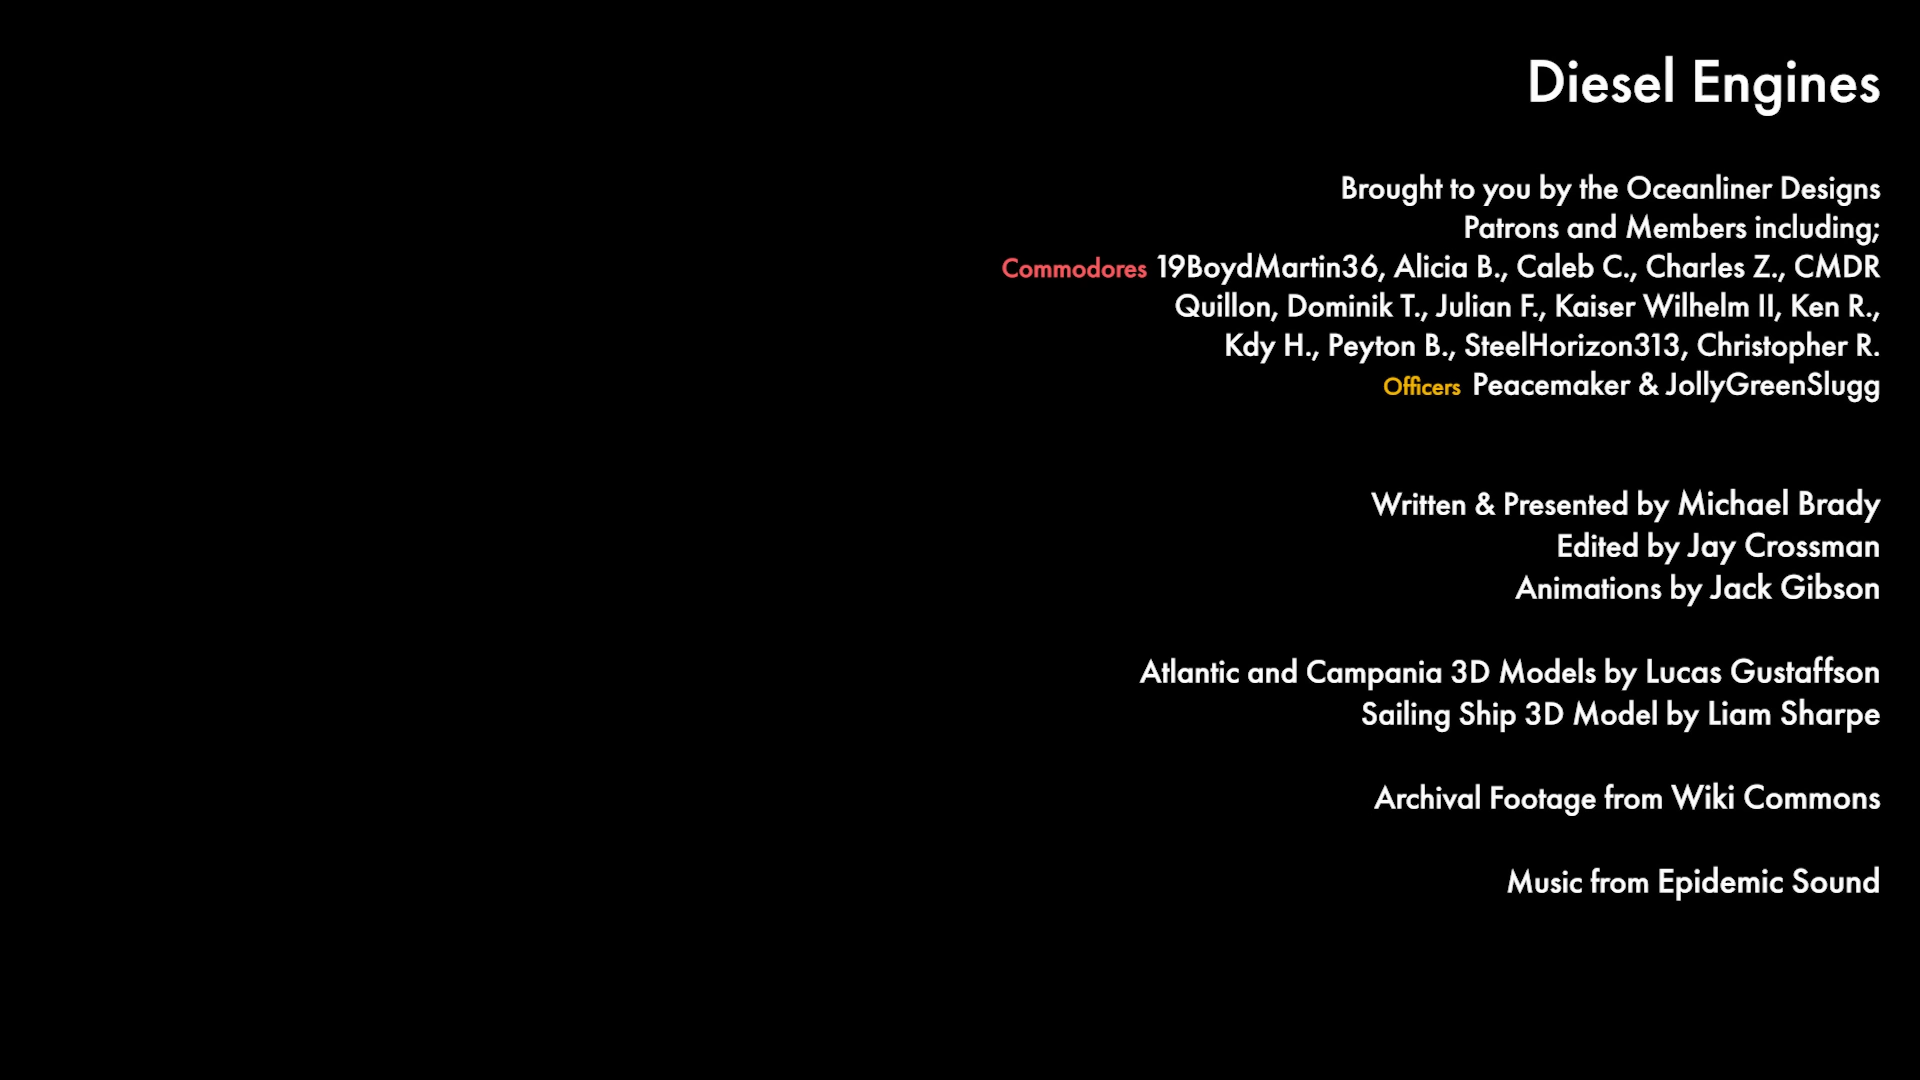 Diesel Engines
Brought to you by the Oceanliner Designs
Patrons and Members including;
Commodores 19BoydMartin36, Alicia B., Caleb C., Charles Z., CMDR
Quillon, Dominik T., Julian F., Kaiser Wilhelm II, Ken R.,
Kdy H., Peyton B., SteelHorizon313, Christopher R.
Officers Peacemaker & JollyGreenSlugg
Written & Presented by Michael Brady
Edited by Jay Crossman
Animations by Jack Gibson
Atlantic and Campania 3D Models by Lucas Gustaffson
Sailing Ship 3D Model by Liam Sharpe
Archival Footage from Wiki Commons
Music from Epidemic Sound